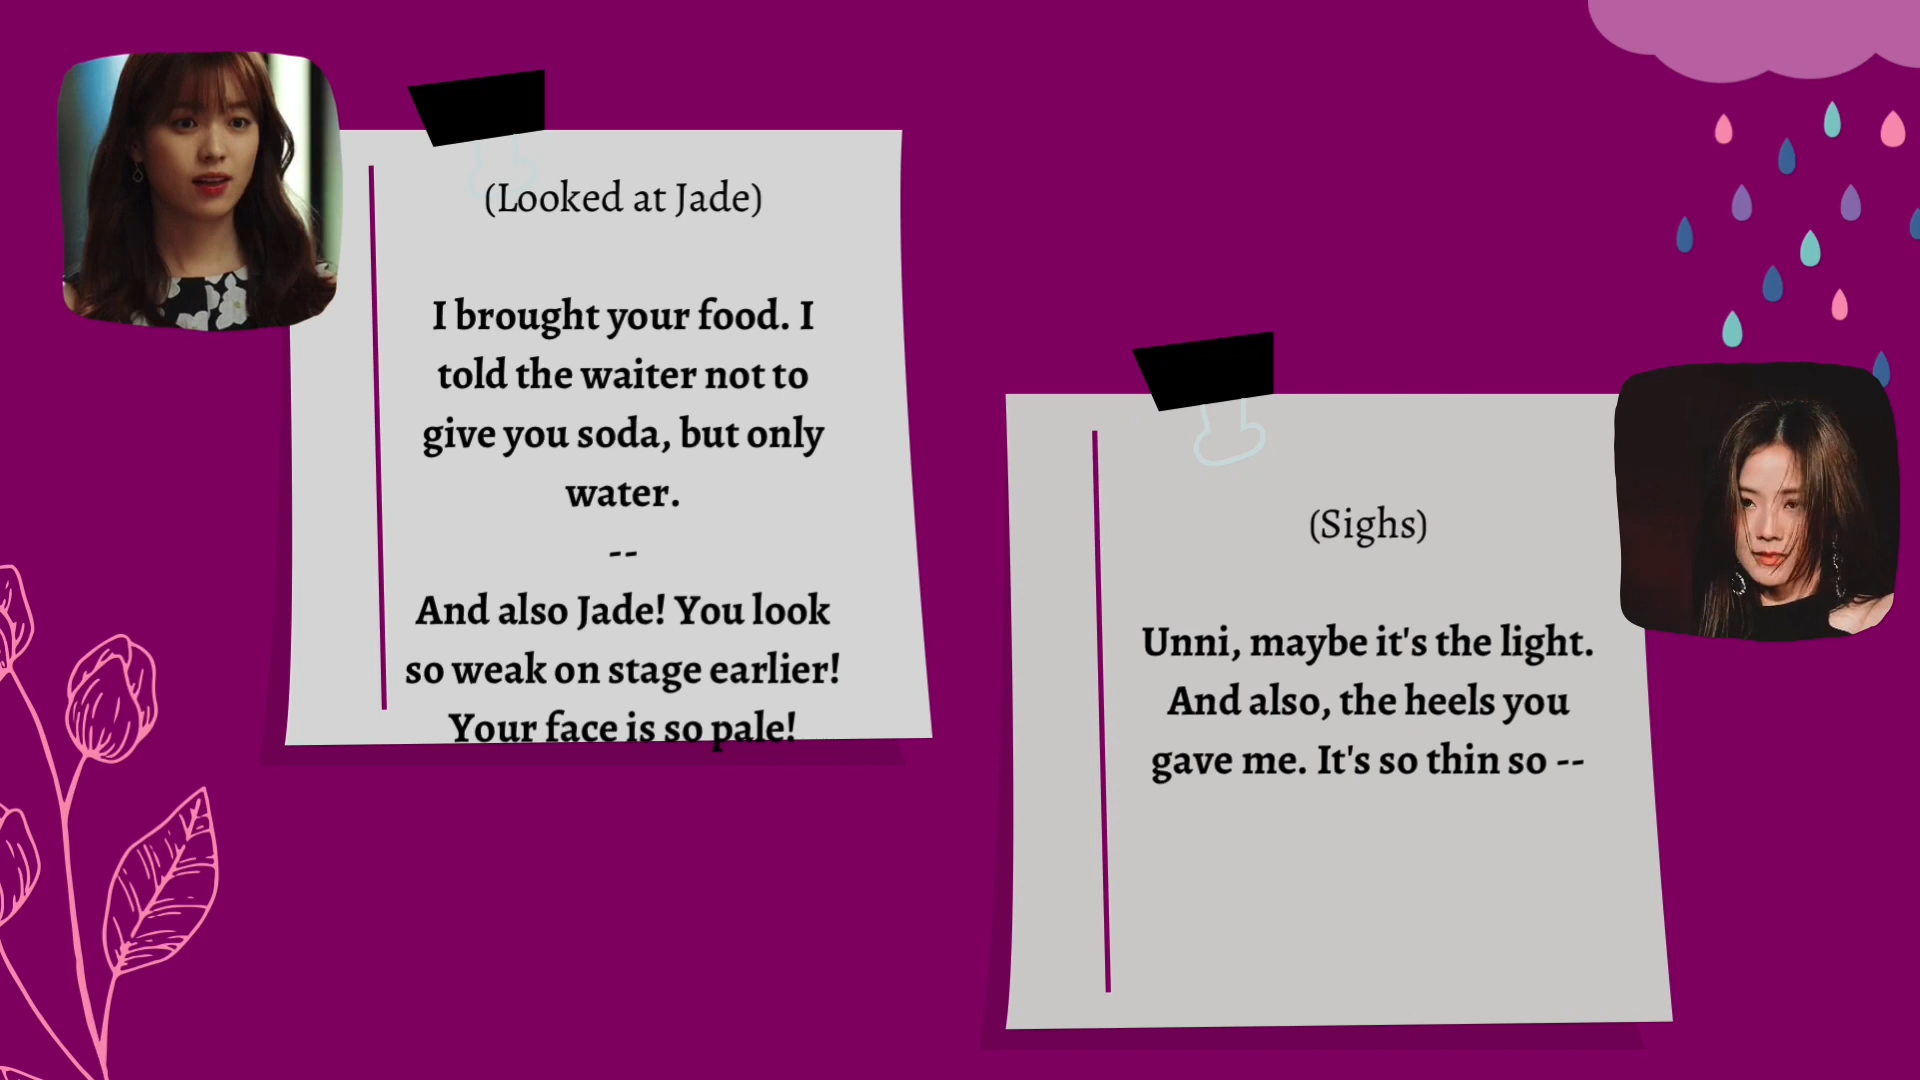 (Looked at Jade)
I brought your food. I
told the waiter not to
give you soda, but only
water.
--
And also Jade! You look
so weak on stage earlier!
Your face is so pale!
(Sighs)
Unni, maybe it's the light.
And also, the heels you
gave me. It's so thin so --